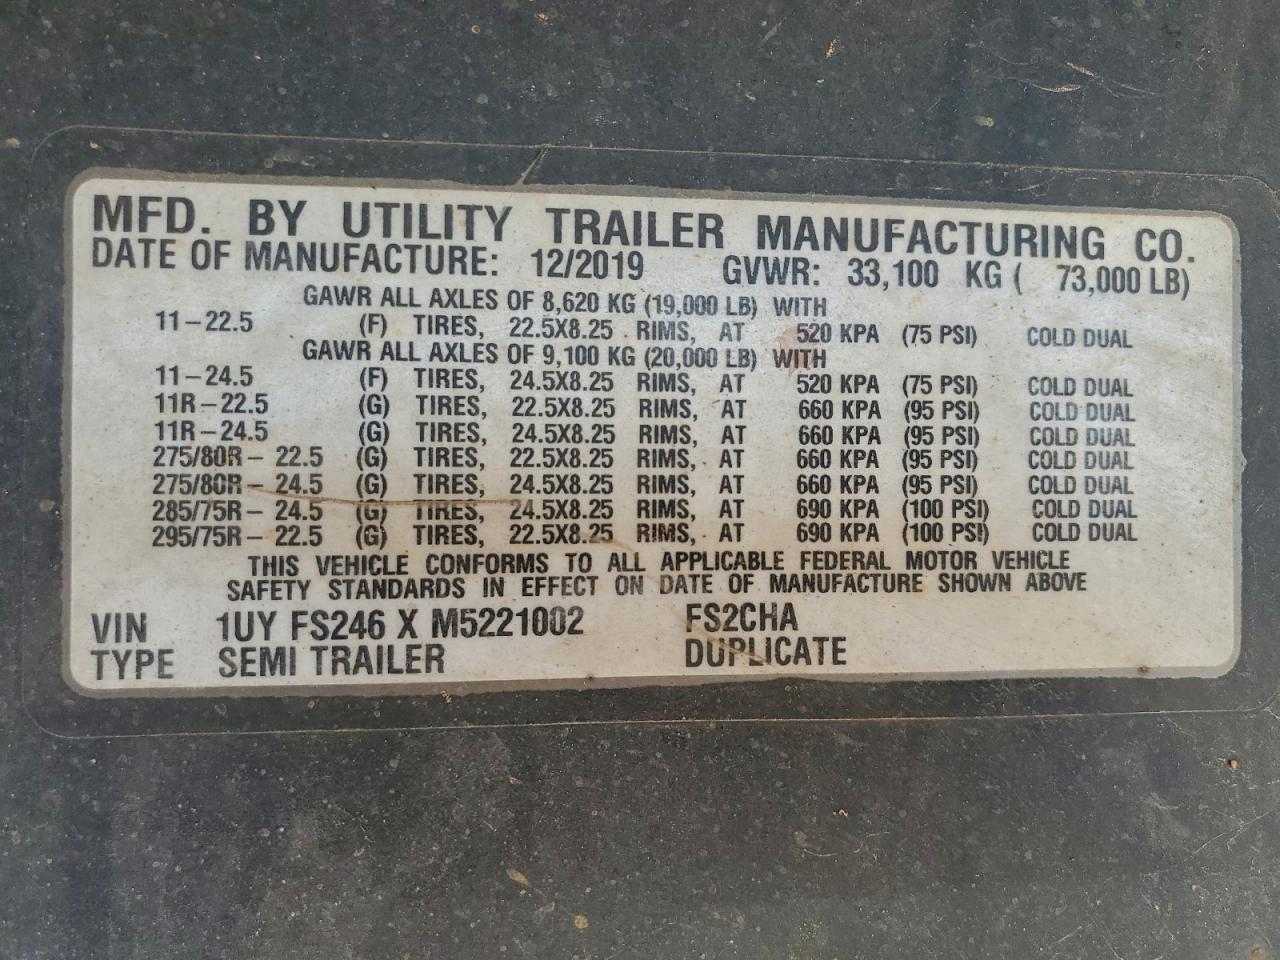 MFD. BY UTILITY TRAILER MANUFACTURING CO.
DATE OF MANUFACTURE: 12/2019 GVWR: 33,100 KG ( 73,000 LB)
GAWR ALL AXLES OF 8,620 KG (19,000 LB) WITH
11-22.5 (F) TIRES, 22.5X8.25 RIMS, AT 520 KPA (75 PSI) COLD DUAL
GAWR ALL AXLES OF 9,100 KG (20,000 LB) WITH
11-24.5 (F) TIRES, 24.5X8.25 RIMS, AT 520 KPA (75 PSI) COLD DUAL
11R-22.5 (G) TIRES, 22.5X8.25 RIMS, AT 660 KPA (95 PSI) COLD DUAL
11R-24.5 (G) TIRES, 24.5X8.25 RIMS, AT 660 KPA (95 PSI) COLD DUAL
275/80R-22.5 (G) TIRES, 22.5X8.25 RIMS, AT 660 KPA (95 PSI) COLD DUAL
275/80R-24.5 (G) TIRES, 24.5X8.25 RIMS, AT 660 KPA (95 PSI) COLD DUAL
285/75R-24.5 (G) TIRES, 24.5X8.25 RIMS, AT 690 KPA (100 PSI) COLD DUAL
295/75R-22.5 (G) TIRES, 22.5X8.25 RIMS, AT 690 KPA (100 PSI) COLD DUAL
THIS VEHICLE CONFORMS TO ALL APPLICABLE FEDERAL MOTOR VEHICLE
SAFETY STANDARDS IN EFFECT ON DATE OF MANUFACTURE SHOWN ABOVE
VIN 1UY FS246 X M5221002 FS2CHA
TYPE SEMI TRAILER DUPLICATE